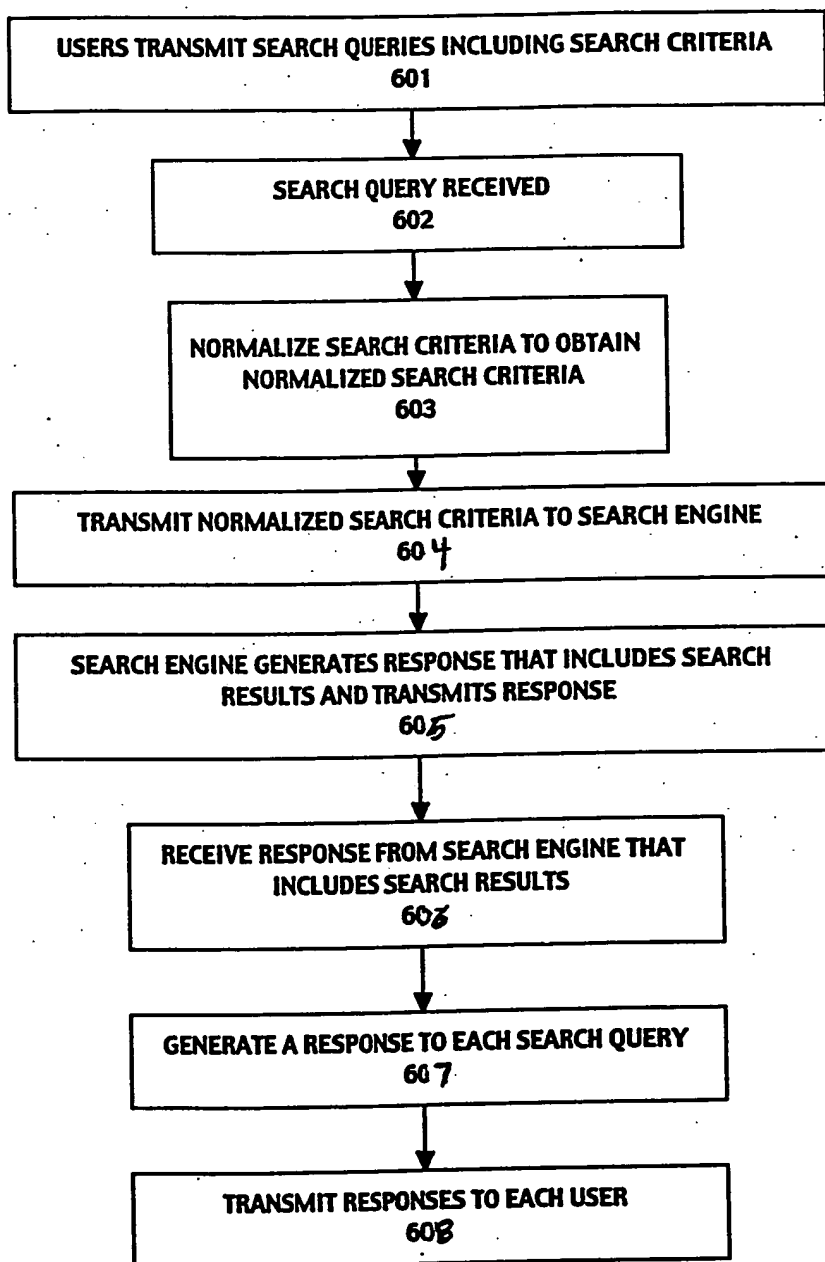 USERS TRANSMIT SEARCH QUERIES INCLUDING SEARCH CRITERIA
601
SEARCH QUERY RECEIVED
602
NORMALIZE SEARCH CRITERIA TO OBTAIN
NORMALIZED SEARCH CRITERIA
603
TRANSMIT NORMALIZED SEARCH CRITERIA TO SEARCH ENGINE
604
SEARCH ENGINE GENERATES RESPONSE THAT INCLUDES SEARCH
RESULTS AND TRANSMITS RESPONSE
605
RECEIVE RESPONSE FROM SEARCH ENGINE THAT
INCLUDES SEARCH RESULTS
606
GENERATE A RESPONSE TO EACH SEARCH QUERY
607
TRANSMIT RESPONSES TO EACH USER
608